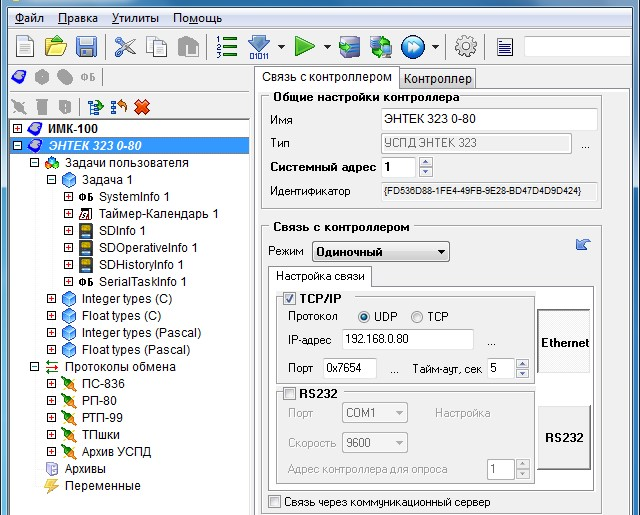 Файл Правка Утилиты Помощь
01011
ФБ
Связь с контроллером Контроллер
ИМК-100
ЭНТЕК 323 0-80
Задачи пользователя
Задача 1
ФБ SystemInfo 1
Таймер-Календарь 1
SDInfo 1
SDOperativeInfo 1
SDHistoryInfo 1
ФБ SerialTaskInfo 1
Integer types (C)
Float types (C)
Integer types (Pascal)
Float types (Pascal)
Протоколы обмена
ПС-836
РП-80
РТП-99
ТПшки
Архив УСПД
Архивы
Переменные
Общие настройки контроллера
Имя ЭНТЕК 323 0-80
Тип УСПД ЭНТЕК 323 ...
Системный адрес 1
Идентификатор {FD536D88-1FE4-49FB-9E28-BD47D4D9D424}
Связь с контроллером
Режим Одиночный
Настройка связи
TCP/IP
Протокол UDP TCP
IP-адрес 192.168.0.80 ...
Порт 0x7654 ... Тайм-аут, сек 5
Ethernet
RS232
Порт COM1 Настройка
Скорость 9600
Адрес контроллера для опроса 1
RS232
Связь через коммуникационный сервер